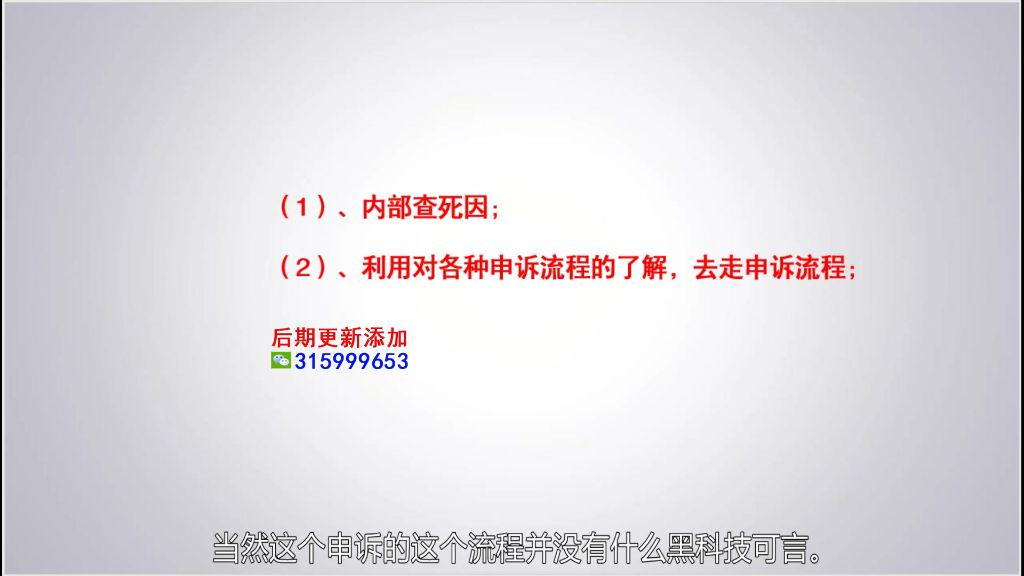 （1）、内部查死因；
（2）、利用对各种申诉流程的了解，去走申诉流程；
后期更新添加
315999653
当然这个申诉的这个流程并没有什么黑科技可言。